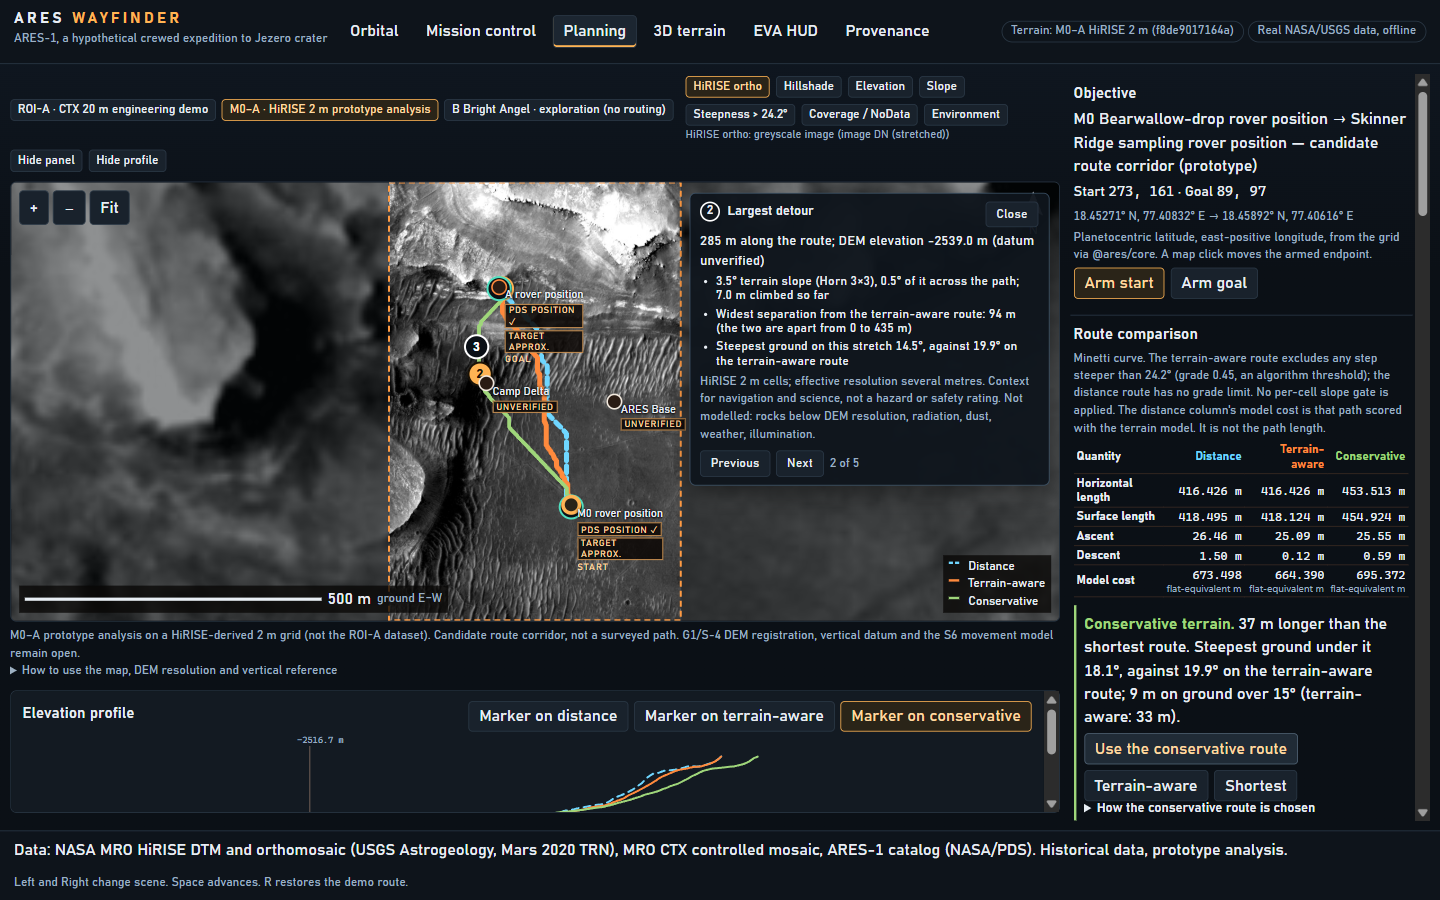 ARES WAYFINDER
ARES-1, a hypothetical crewed expedition to Jezero crater
Orbital
Mission control
Planning
3D terrain
EVA HUD
Provenance
Terrain: M0-A HiRISE 2 m (f8de9017164a)
Real NASA/USGS data, offline
ROI-A · CTX 20 m engineering demo
M0-A · HiRISE 2 m prototype analysis
B Bright Angel · exploration (no routing)
HiRISE ortho
Hillshade
Elevation
Slope
Steepness > 24.2°
Coverage / NoData
Environment
HiRISE ortho: greyscale image (image DN (stretched))
Hide panel
Hide profile
+
–
Fit
A rover position
PDS POSITION
✓
TARGET
APPROX.
GOAL
3
2
Camp Delta
UNVERIFIED
ARES Base
UNVERIFIED
M0 rover position
PDS POSITION ✓
TARGET
APPROX.
START
500 m ground E-W
2 Largest detour
Close
285 m along the route; DEM elevation -2539.0 m (datum
unverified)
• 3.5° terrain slope (Horn 3×3), 0.5° of it across the path;
7.0 m climbed so far
• Widest separation from the terrain-aware route: 94 m
(the two are apart from 0 to 435 m)
• Steepest ground on this stretch 14.5°, against 19.9° on
the terrain-aware route
HiRISE 2 m cells; effective resolution several metres. Context
for navigation and science, not a hazard or safety rating. Not
modelled: rocks below DEM resolution, radiation, dust,
weather, illumination.
Previous
Next
2 of 5
Distance
Terrain-aware
Conservative
M0-A prototype analysis on a HiRISE-derived 2 m grid (not the ROI-A dataset). Candidate route corridor, not a surveyed path. G1/S-4 DEM registration, vertical datum and the S6 movement model
remain open.
▶ How to use the map, DEM resolution and vertical reference
Elevation profile
Marker on distance
Marker on terrain-aware
Marker on conservative
-2516.7 m
Objective
M0 Bearwallow-drop rover position → Skinner
Ridge sampling rover position — candidate
route corridor (prototype)
Start 273, 161 · Goal 89, 97
18.45271° N, 77.40832° E → 18.45892° N, 77.40616° E
Planetocentric latitude, east-positive longitude, from the grid
via @ares/core. A map click moves the armed endpoint.
Arm start
Arm goal
Route comparison
Minetti curve. The terrain-aware route excludes any step
steeper than 24.2° (grade 0.45, an algorithm threshold); the
distance route has no grade limit. No per-cell slope gate is
applied. The distance column's model cost is that path scored
with the terrain model. It is not the path length.
Quantity Distance Terrain-aware Conservative
Horizontal length 416.426 m 416.426 m 453.513 m
Surface length 418.495 m 418.124 m 454.924 m
Ascent 26.46 m 25.09 m 25.55 m
Descent 1.50 m 0.12 m 0.59 m
Model cost 673.498 664.390 695.372
flat-equivalent m flat-equivalent m flat-equivalent m
Conservative terrain. 37 m longer than the
shortest route. Steepest ground under it
18.1°, against 19.9° on the terrain-aware
route; 9 m on ground over 15° (terrain-
aware: 33 m).
Use the conservative route
Terrain-aware
Shortest
▶ How the conservative route is chosen
Data: NASA MRO HiRISE DTM and orthomosaic (USGS Astrogeology, Mars 2020 TRN), MRO CTX controlled mosaic, ARES-1 catalog (NASA/PDS). Historical data, prototype analysis.
Left and Right change scene. Space advances. R restores the demo route.